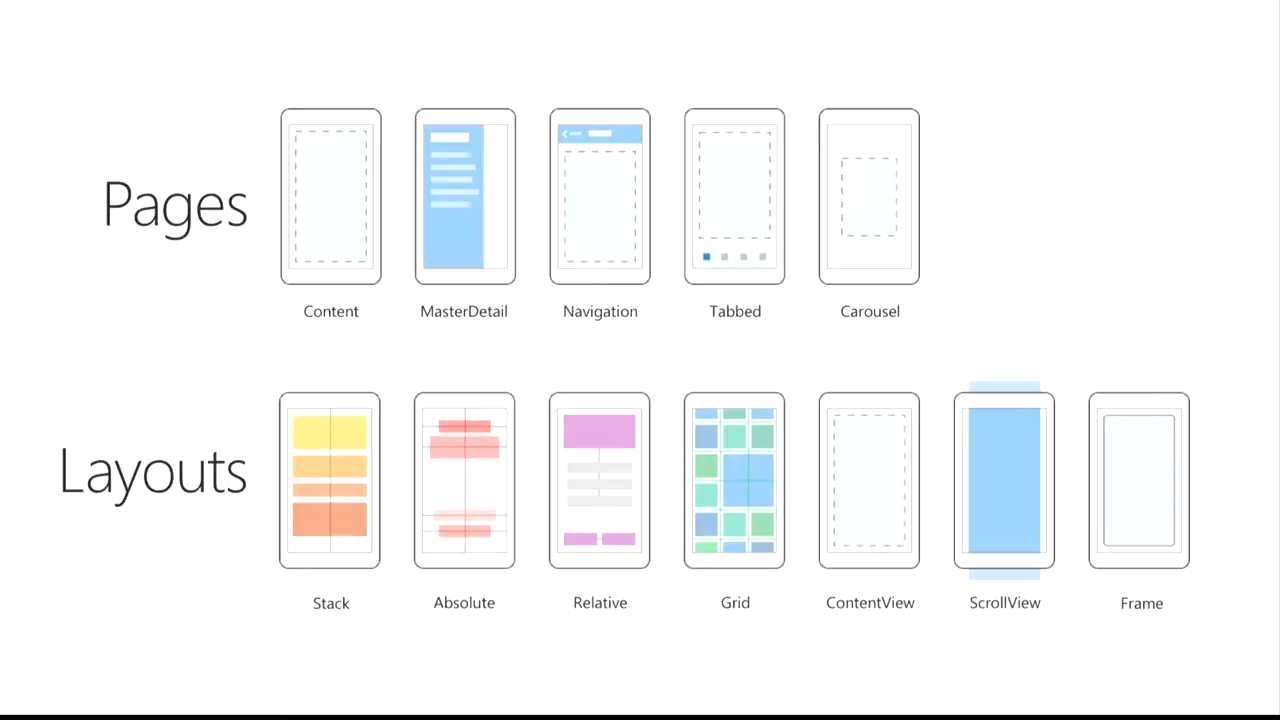 Pages
Content
MasterDetail
Navigation
Tabbed
Carousel
Layouts
Stack
Absolute
Relative
Grid
ContentView
ScrollView
Frame